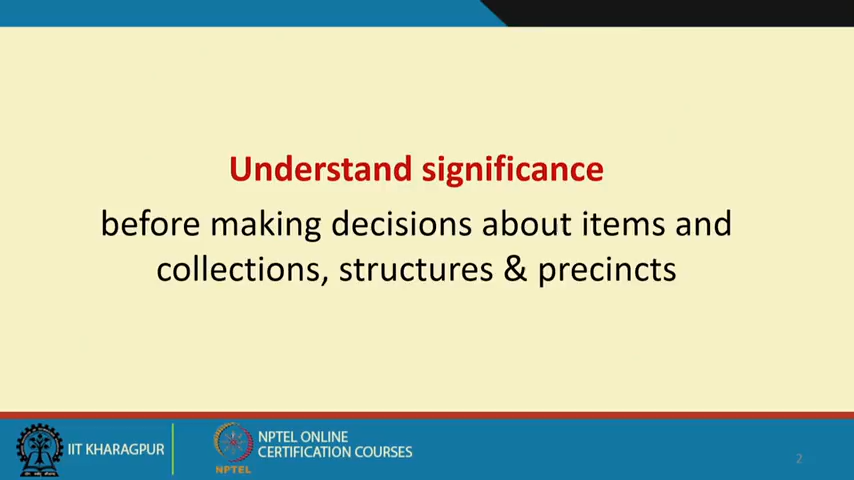 Understand significance
before making decisions about items and
collections, structures & precincts
IIT KHARAGPUR
NPTEL
NPTEL ONLINE
CERTIFICATION COURSES
2